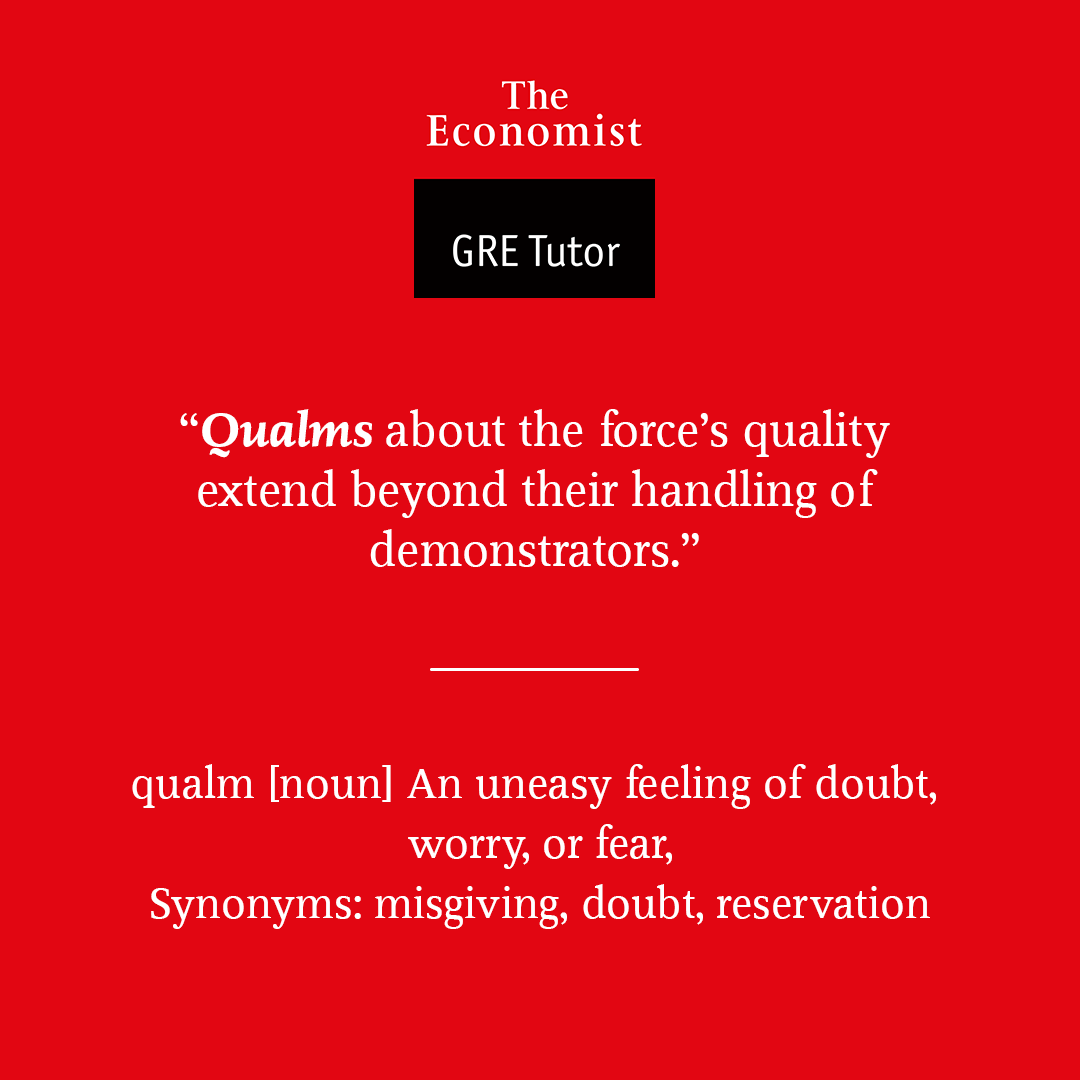 The
Economist
GRE Tutor
“Qualms about the force’s quality
extend beyond their handling of
demonstrators.”
qualm [noun] An uneasy feeling of doubt,
worry, or fear,
Synonyms: misgiving, doubt, reservation